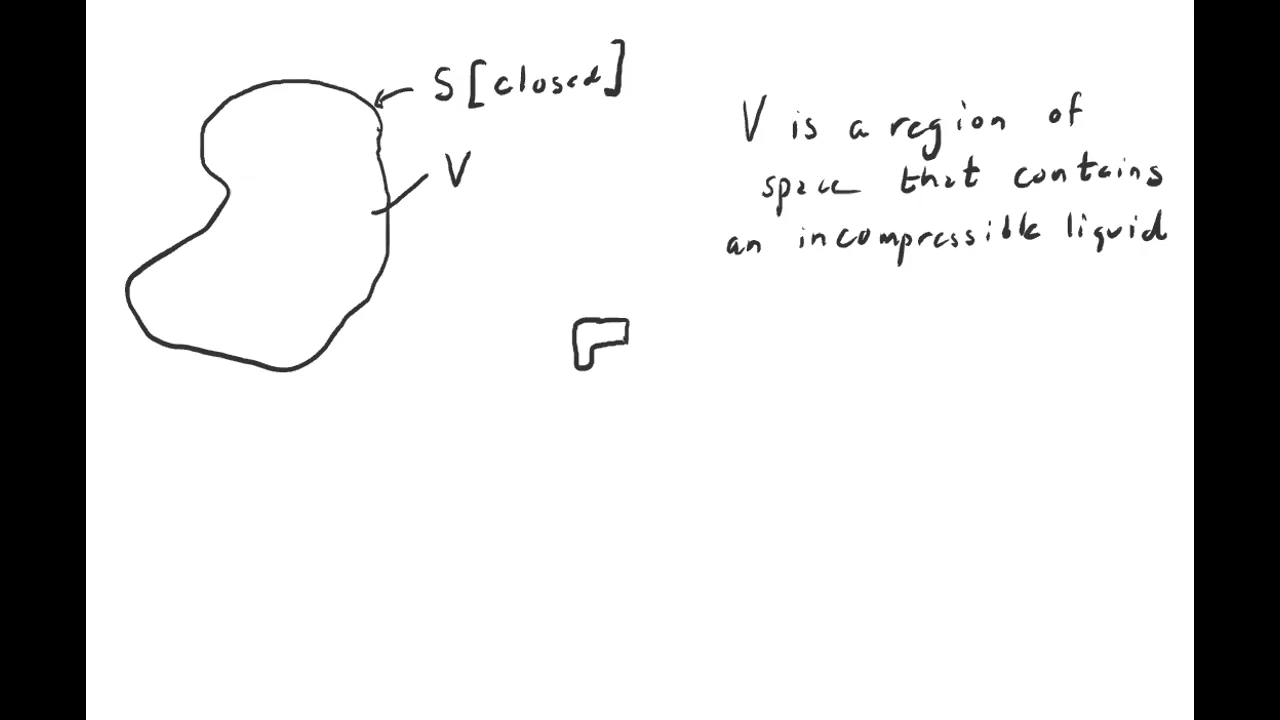 S [closed]
V
V is a region of
space that contains
an incompressible liquid